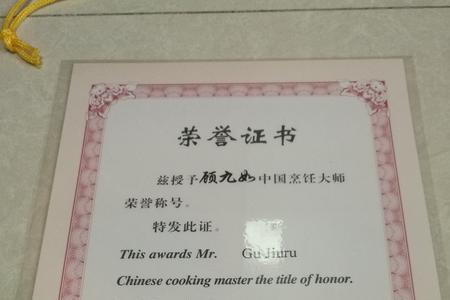 荣誉证书
兹授予顾九如中国烹饪大师
荣誉称号。
特发此证。
This awards Mr. Gu Jiuru
Chinese cooking master the title of honor.